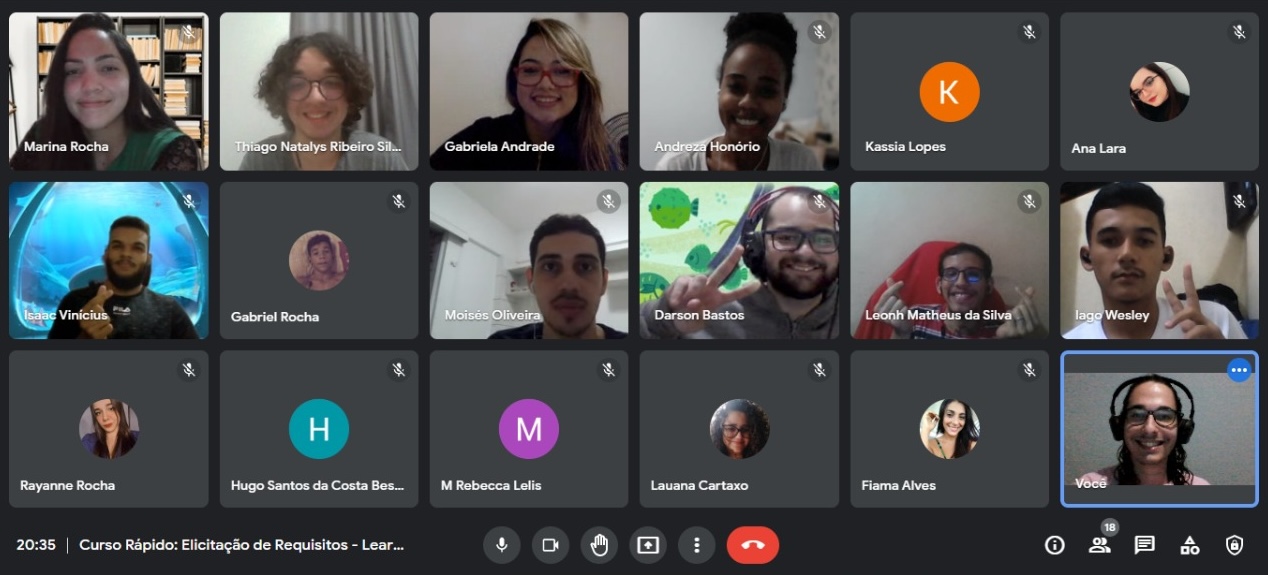 Marina Rocha
Thiago Natalys Ribeiro Sil...
Gabriela Andrade
Andreza Honório
K
Kassia Lopes
Ana Lara
Isaac Vinícius
Gabriel Rocha
Moisés Oliveira
Darson Bastos
Leonh Matheus da Silva
Iago Wesley
Rayanne Rocha
H
Hugo Santos da Costa Bes...
M
M Rebecca Lelis
Lauana Cartaxo
Fiama Alves
Você
20:35 | Curso Rápido: Elicitação de Requisitos - Lear...
18